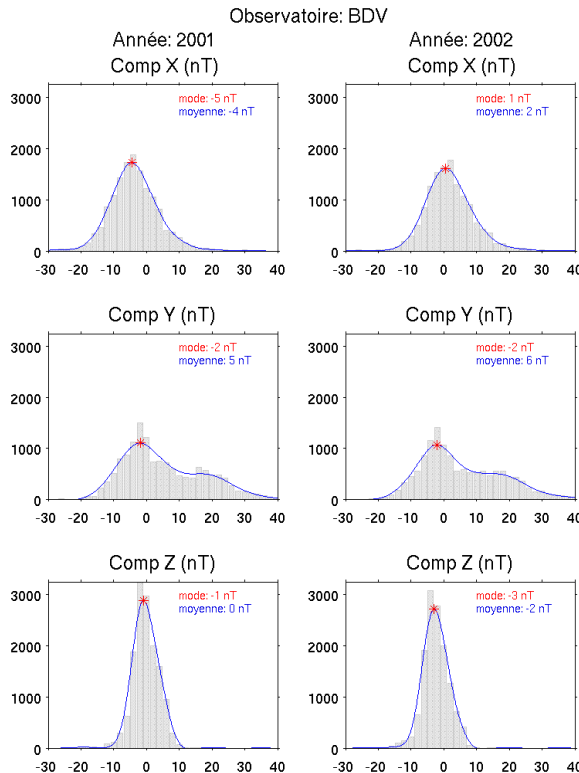 Observatoire: BDV
Année: 2001
Année: 2002
Comp X (nT)
Comp X (nT)
mode: -5 nT
moyenne: -4 nT
3000
2000
1000
0
-30 -20 -10 0 10 20 30 40
mode: 1 nT
moyenne: 2 nT
3000
2000
1000
0
-30 -20 -10 0 10 20 30 40
Comp Y (nT)
Comp Y (nT)
mode: -2 nT
moyenne: 5 nT
3000
2000
1000
0
-30 -20 -10 0 10 20 30 40
mode: -2 nT
moyenne: 6 nT
3000
2000
1000
0
-30 -20 -10 0 10 20 30 40
Comp Z (nT)
Comp Z (nT)
mode: -1 nT
moyenne: 0 nT
3000
2000
1000
0
-30 -20 -10 0 10 20 30 40
mode: -3 nT
moyenne: -2 nT
3000
2000
1000
0
-30 -20 -10 0 10 20 30 40